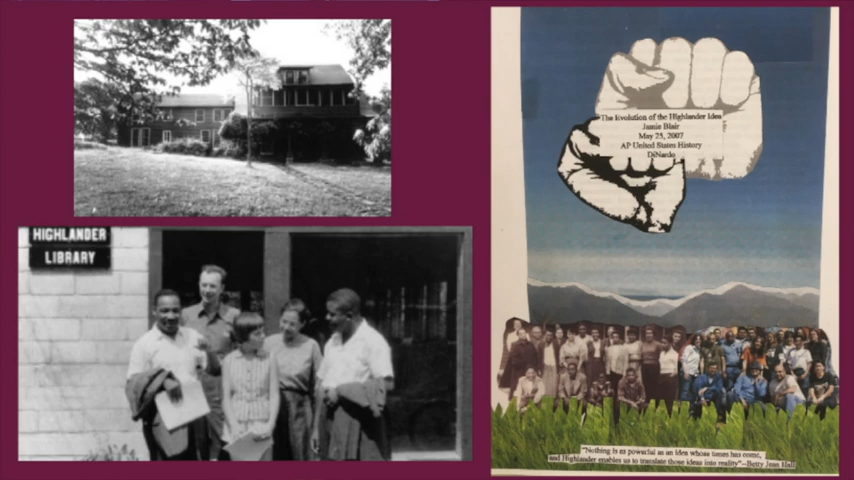 HIGHLANDER
LIBRARY
The Evolution of the Highlander Idea
Jamie Blair
May 25, 2007
AP United States History
DiNardo
"Nothing is as powerful as an idea whose times has come,
and Highlander enables us to translate those ideas into reality"--Betty Jean Hall